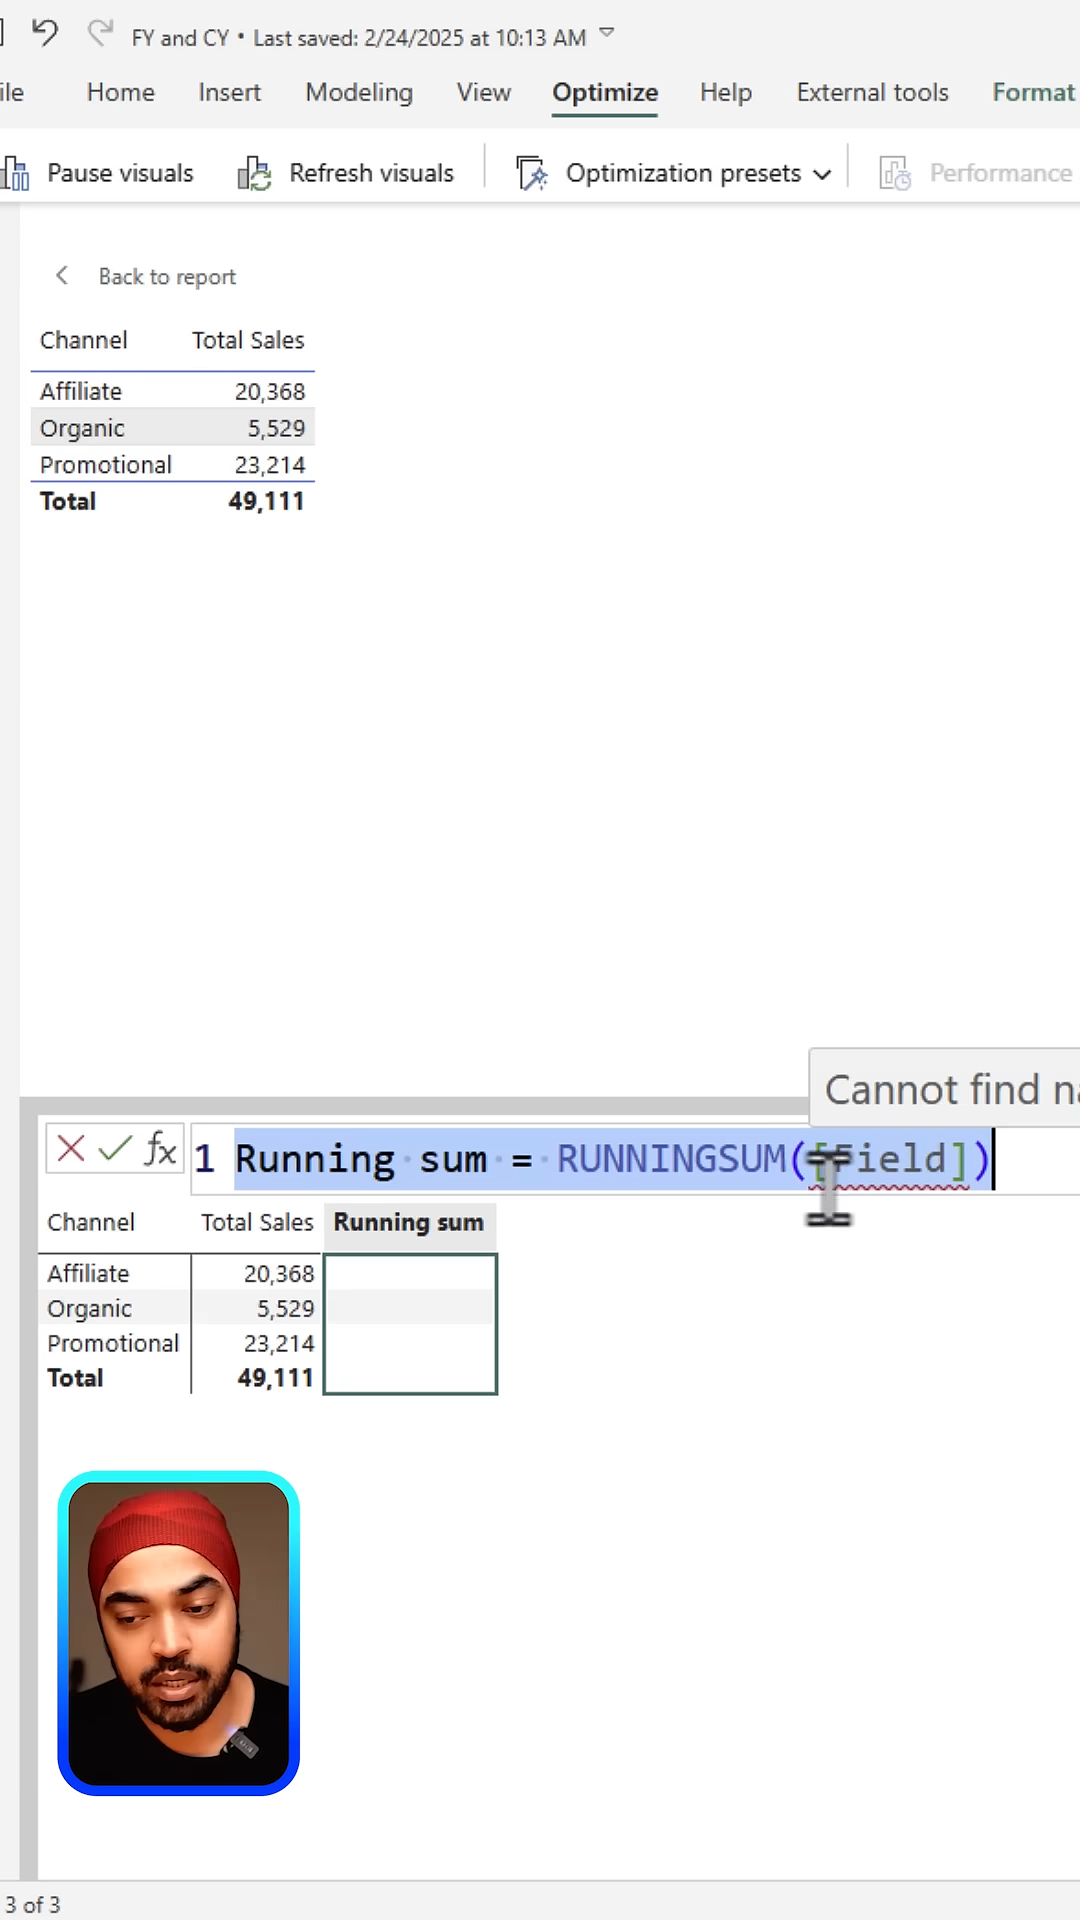 FY and CY • Last saved: 2/24/2025 at 10:13 AM
ile Home Insert Modeling View Optimize Help External tools Format
Pause visuals Refresh visuals Optimization presets Performance
Back to report
Channel Total Sales
Affiliate 20,368
Organic 5,529
Promotional 23,214
Total 49,111
Cannot find na
fx 1 Running sum = RUNNINGSUM([Field])
Channel Total Sales Running sum
Affiliate 20,368
Organic 5,529
Promotional 23,214
Total 49,111
3 of 3